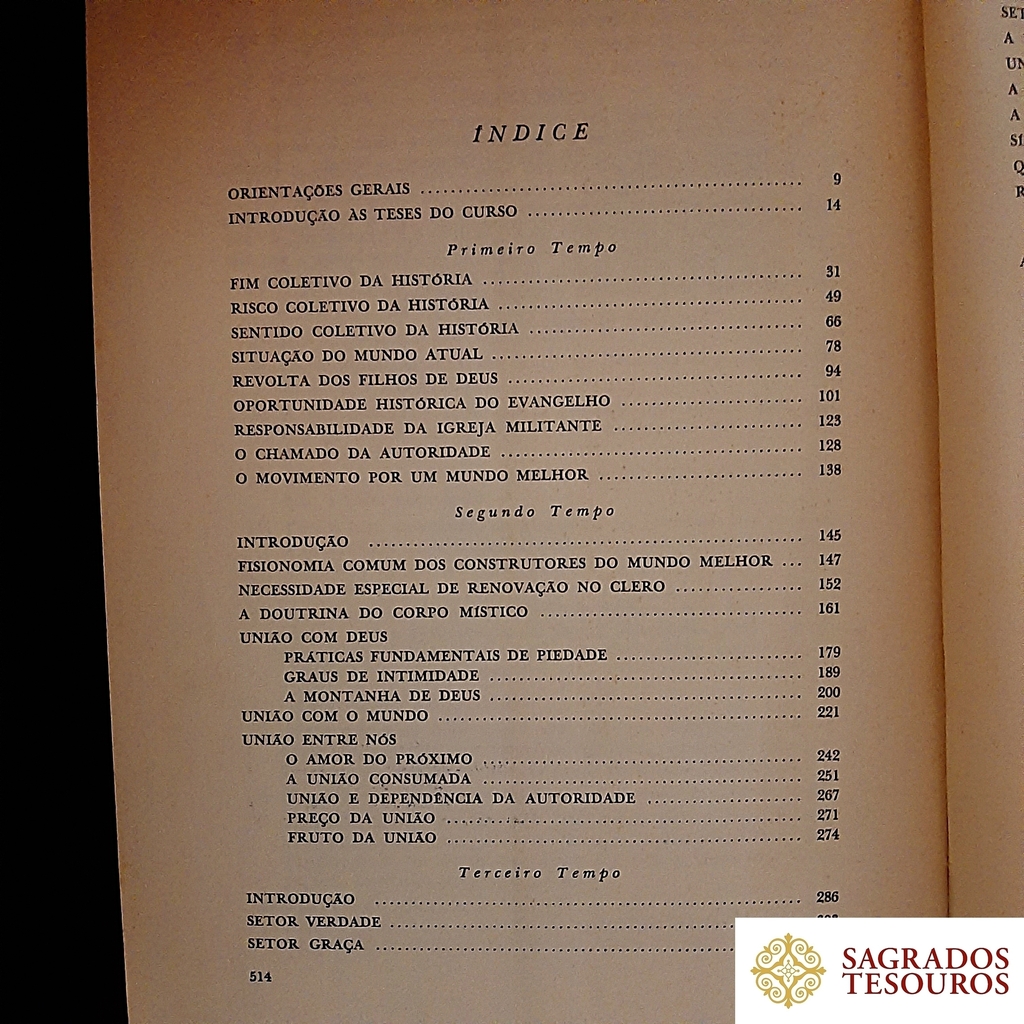 ÍNDICE
ORIENTAÇÕES GERAIS ........ 9
INTRODUÇÃO ÀS TESES DO CURSO ........ 14
Primeiro Tempo
FIM COLETIVO DA HISTÓRIA ........ 31
RISCO COLETIVO DA HISTÓRIA ........ 49
SENTIDO COLETIVO DA HISTÓRIA ........ 66
SITUAÇÃO DO MUNDO ATUAL ........ 78
REVOLTA DOS FILHOS DE DEUS ........ 94
OPORTUNIDADE HISTÓRICA DO EVANGELHO ........ 101
RESPONSABILIDADE DA IGREJA MILITANTE ........ 123
O CHAMADO DA AUTORIDADE ........ 128
O MOVIMENTO POR UM MUNDO MELHOR ........ 138
Segundo Tempo
INTRODUÇÃO ........ 145
FISIONOMIA COMUM DOS CONSTRUTORES DO MUNDO MELHOR ... 147
NECESSIDADE ESPECIAL DE RENOVAÇÃO NO CLERO ........ 152
A DOUTRINA DO CORPO MÍSTICO ........ 161
UNIÃO COM DEUS
PRÁTICAS FUNDAMENTAIS DE PIEDADE ........ 179
GRAUS DE INTIMIDADE ........ 189
A MONTANHA DE DEUS ........ 200
UNIÃO COM O MUNDO ........ 221
UNIÃO ENTRE NÓS
O AMOR DO PRÓXIMO ........ 242
A UNIÃO CONSUMADA ........ 251
UNIÃO E DEPENDÊNCIA DA AUTORIDADE ........ 267
PREÇO DA UNIÃO ........ 271
FRUTO DA UNIÃO ........ 274
Terceiro Tempo
INTRODUÇÃO ........ 286
SETOR VERDADE ........
SETOR GRAÇA ........
514
SAGRADOS
TESOUROS